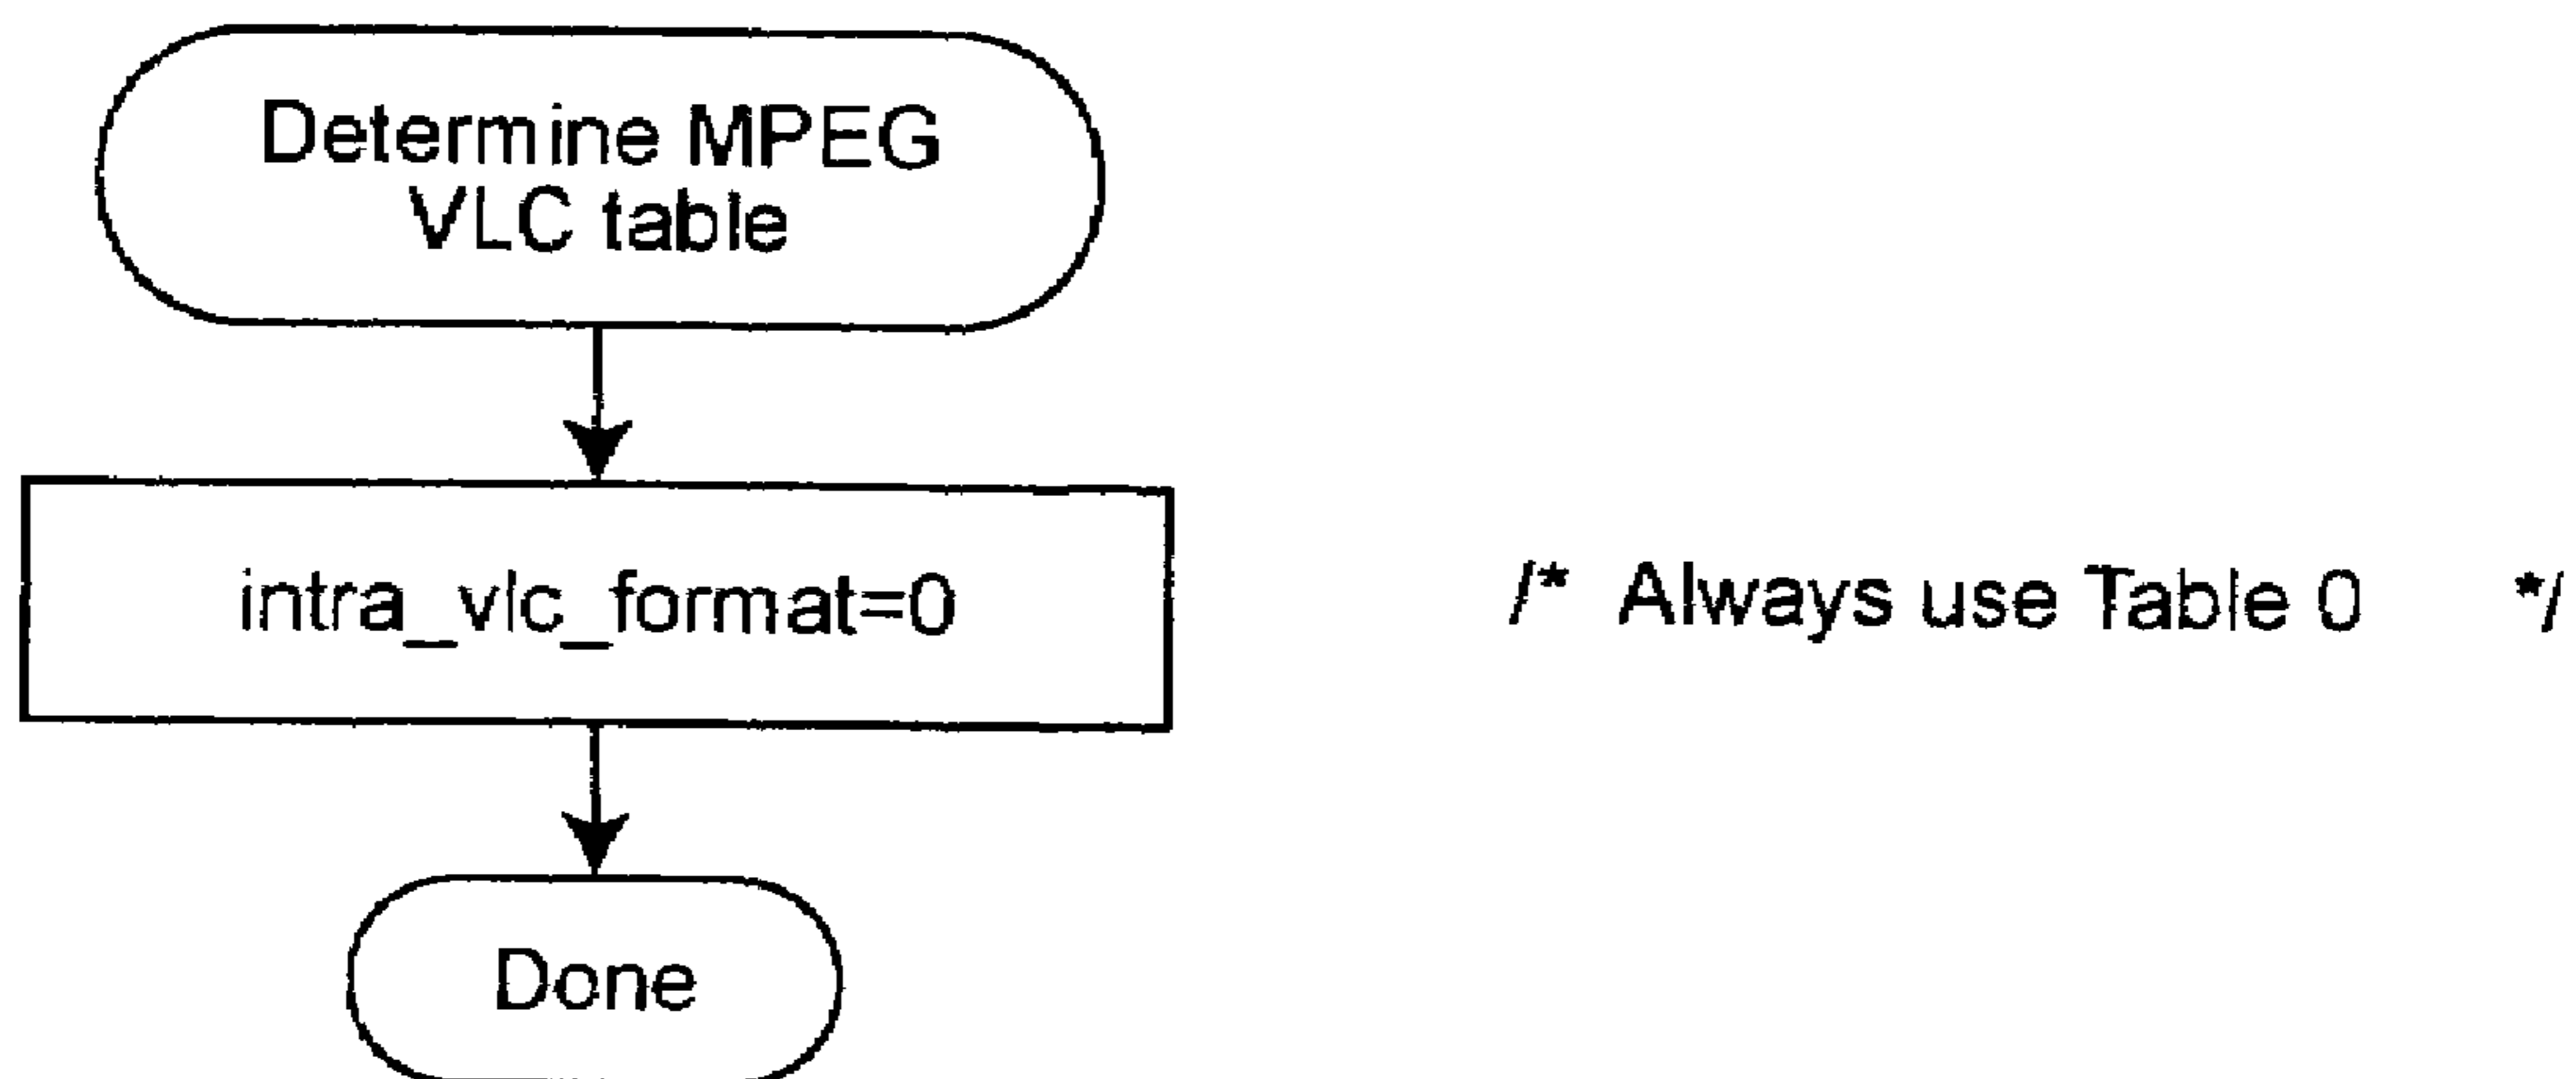 Determine MPEG
VLC table
intra_vlc_format=0
/* Always use Table 0 */
Done